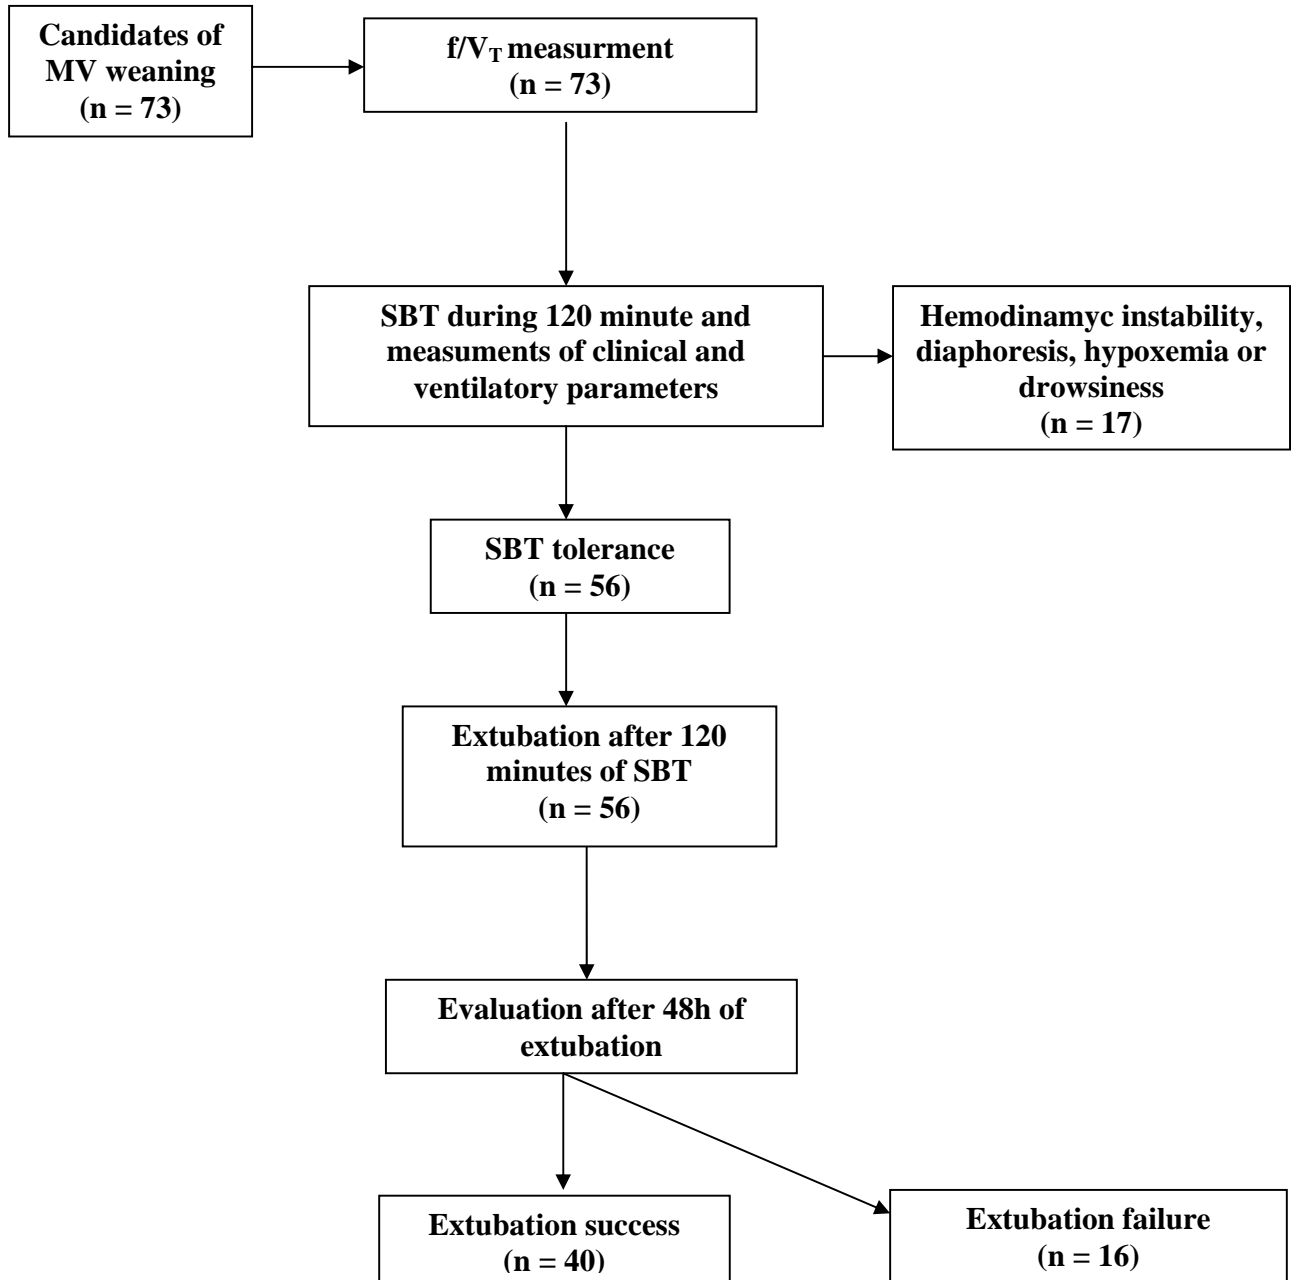 Candidates of
MV weaning
(n = 73)
f/VT measurment
(n = 73)
SBT during 120 minute and
measuments of clinical and
ventilatory parameters
Hemodinamyc instability,
diaphoresis, hypoxemia or
drowsiness
(n = 17)
SBT tolerance
(n = 56)
Extubation after 120
minutes of SBT
(n = 56)
Evaluation after 48h of
extubation
Extubation success
(n = 40)
Extubation failure
(n = 16)